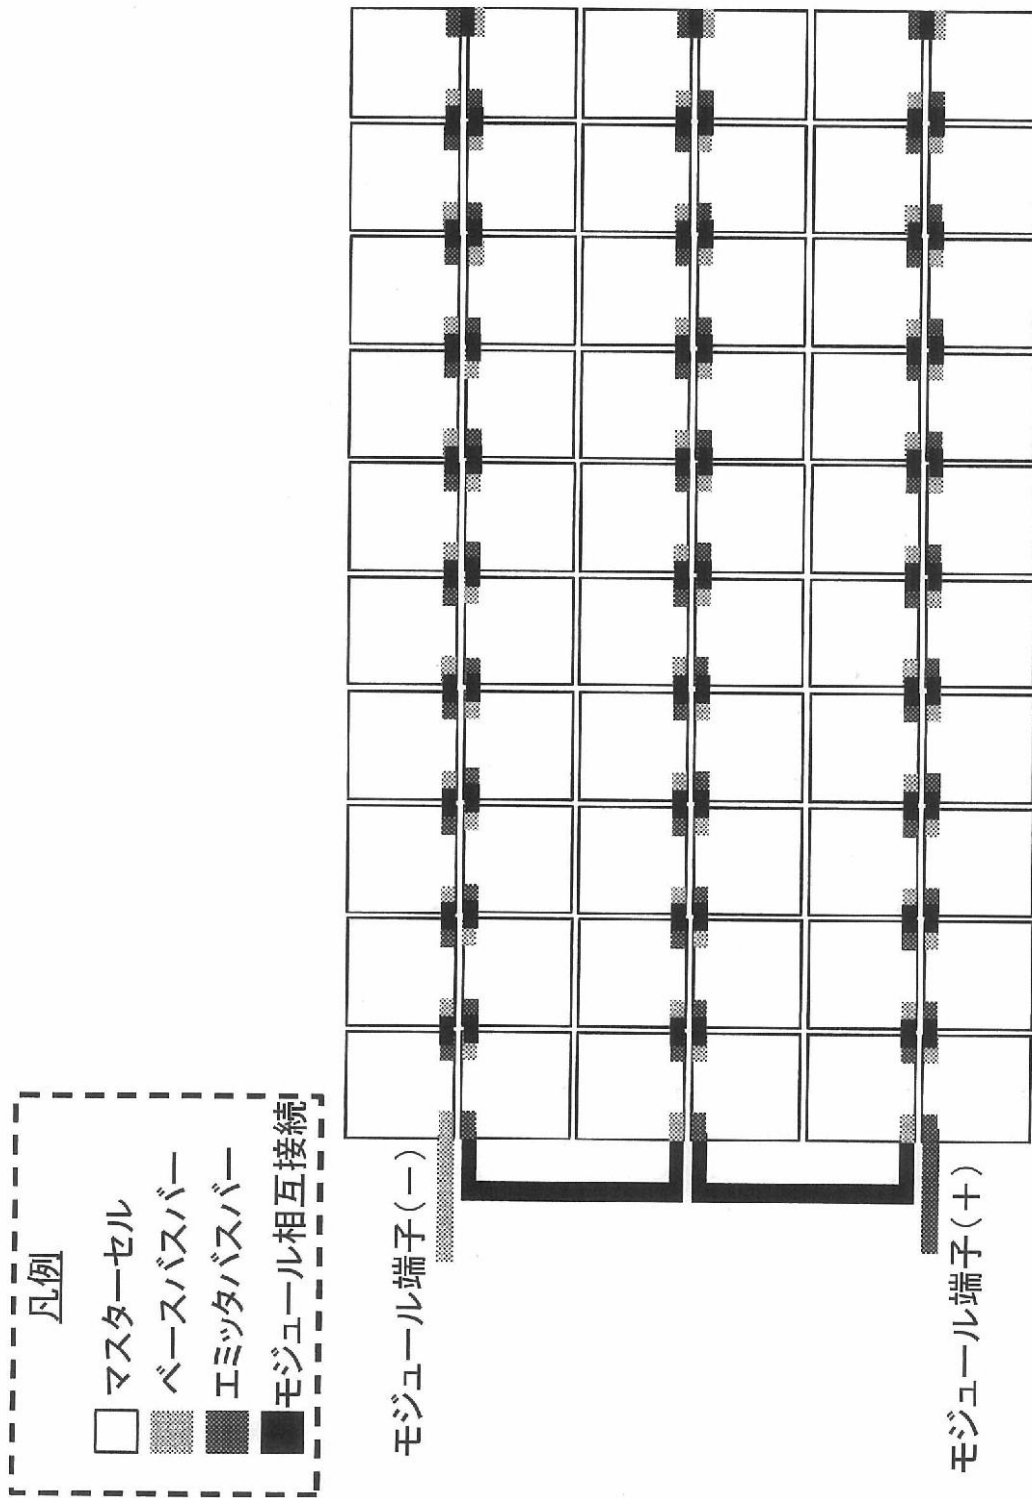 凡例
マスターセル
ベースバスバー
エミッタバスバー
モジュール相互接続
モジュール端子(－)
モジュール端子(＋)